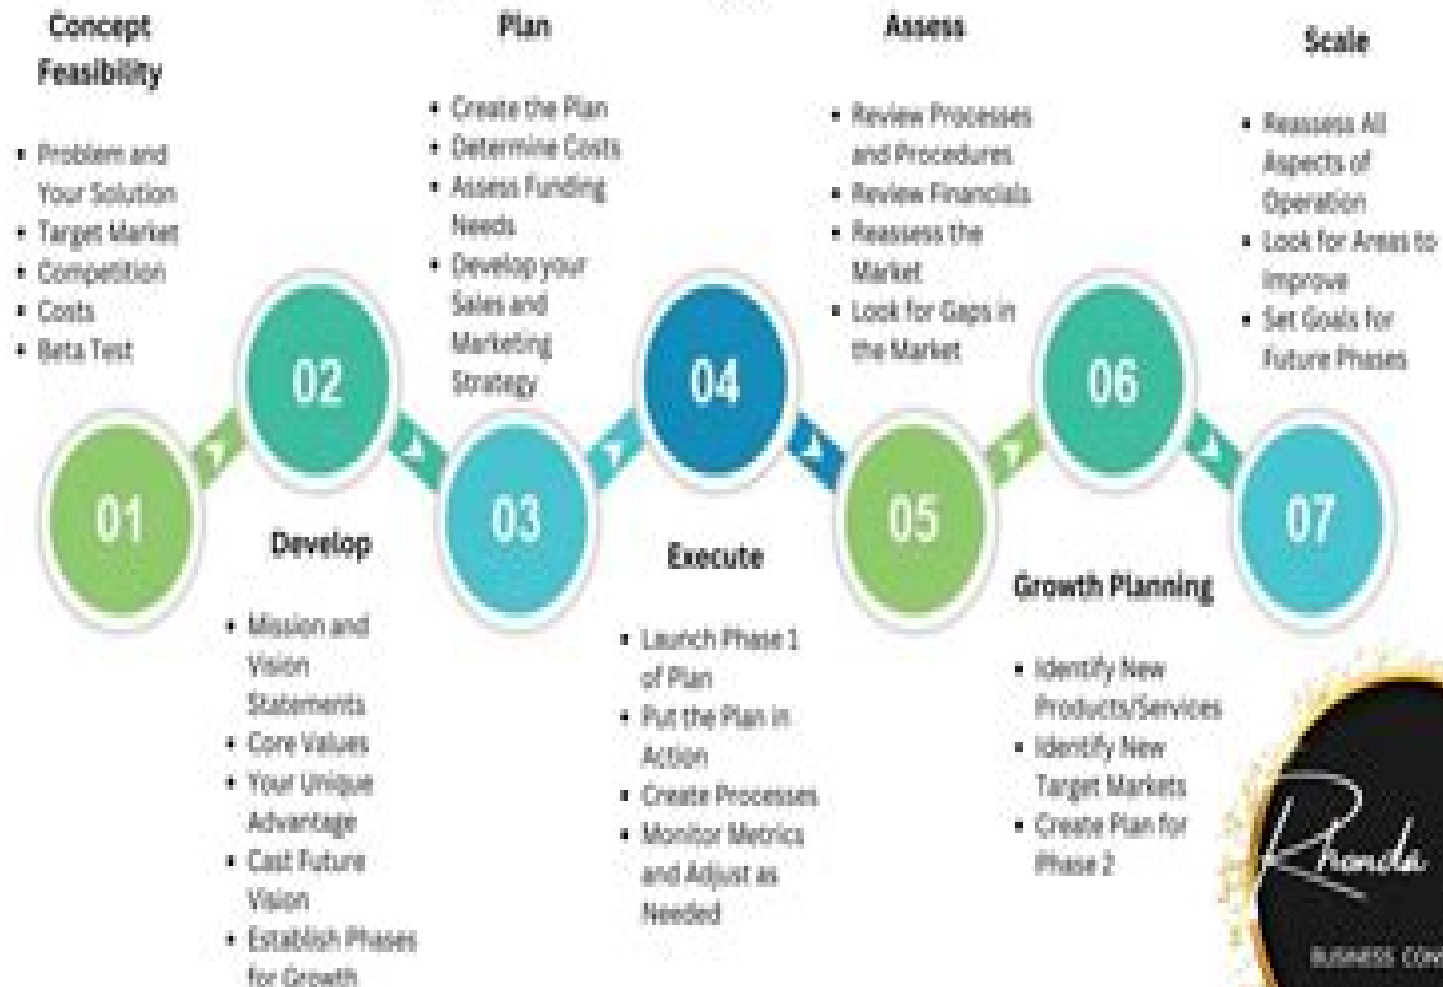 Concept
Feasibility
• Problem and
Your Solution
• Target Market
• Competition
• Costs
• Beta Test
01
02
Develop
• Mission and
Vision
Statements
• Core Values
• Your Unique
Advantage
• Cast Future
Vision
• Establish Phases
for Growth
Plan
• Create the Plan
• Determine Costs
• Assess Funding
Needs
• Develop your
Sales and
Marketing
Strategy
03
04
Execute
• Launch Phase 1
of Plan
• Put the Plan in
Action
• Create Processes
• Monitor Metrics
and Adjust as
Needed
Assess
• Review Processes
and Procedures
• Review Financials
• Reassess the
Market
• Look for Gaps in
the Market
05
06
Growth Planning
• Identify New
Products/Services
• Identify New
Target Markets
• Create Plan for
Phase 2
Scale
• Reassess All
Aspects of
Operation
• Look for Areas to
Improve
• Set Goals for
Future Phases
07
Rhonda
BUSINESS